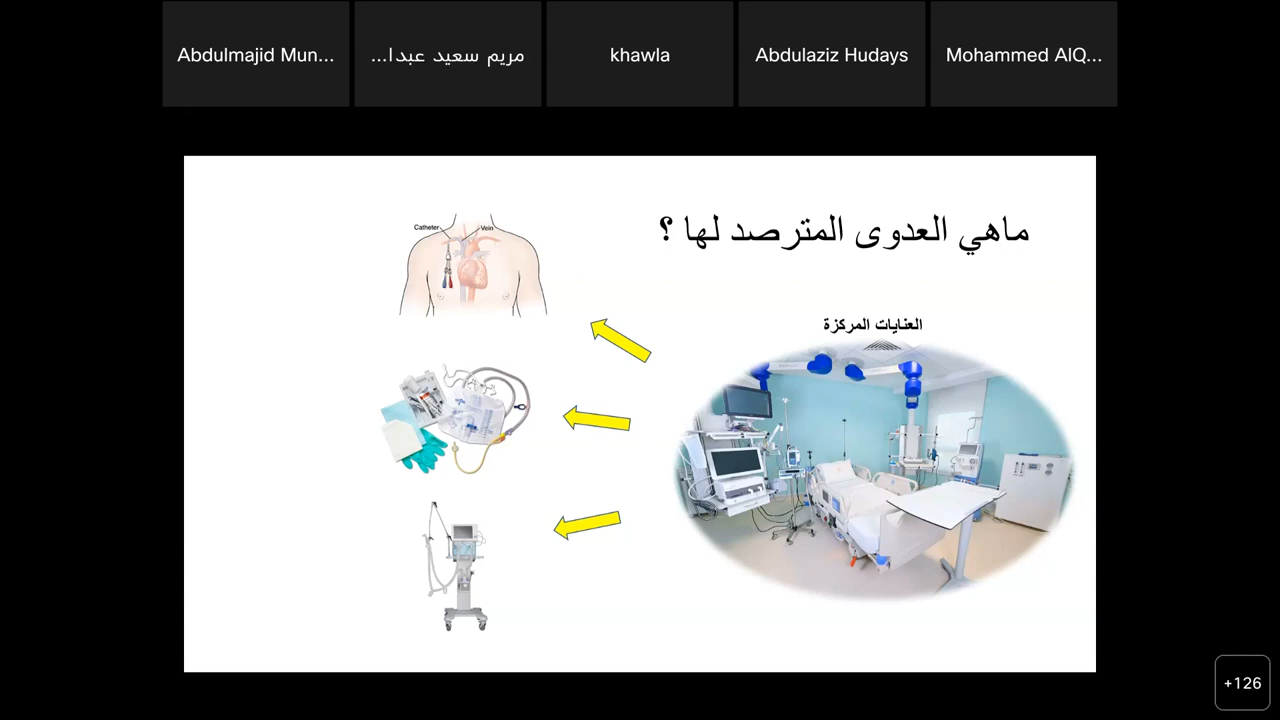 Abdulmajid Mun...
مريم سعيد عبدا...
khawla
Abdulaziz Hudays
Mohammed AlQ...
ماهي العدوى المترصد لها ؟
Catheter
Vein
العنايات المركزة
+126